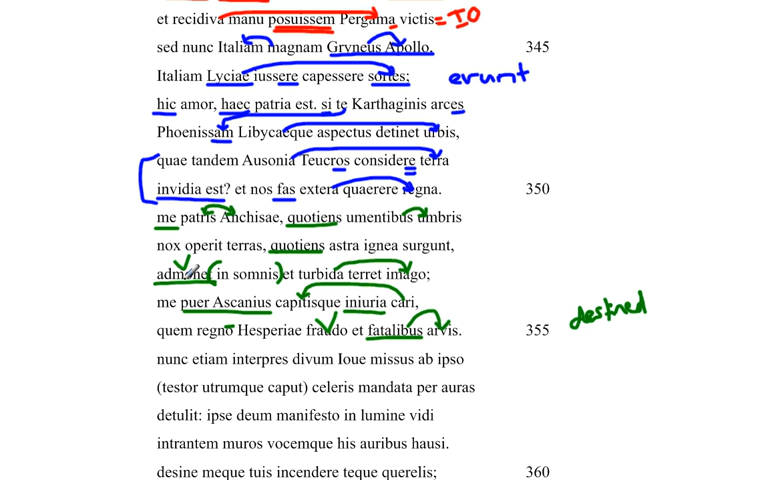 et recidiva manu posuissem Pergama victis = IO
sed nunc Italiam magnam Gryneus Apollo, 345
Italiam Lyciae iussere capessere sortes; erunt
hic amor, haec patria est. si te Karthaginis arces
Phoenissam Libycaeque aspectus detinet urbis,
quae tandem Ausonia Teucros considere terra
invidia est? et nos fas extera quaerere regna. 350
me patris Anchisae, quotiens umentibus umbris
nox operit terras, quotiens astra ignea surgunt,
admonet (in somnis) et turbida terret imago;
me puer Ascanius capitisque iniuria cari,
quem regno Hesperiae fraudo et fatalibus arvis. 355 destined
nunc etiam interpres divum Ioue missus ab ipso
(testor utrumque caput) celeris mandata per auras
detulit: ipse deum manifesto in lumine vidi
intrantem muros vocemque his auribus hausi.
desine meque tuis incendere teque querelis; 360